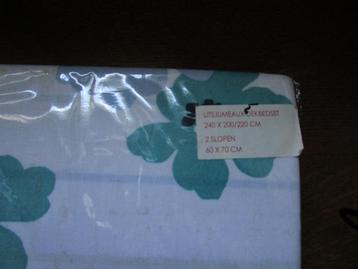 LITSJUMEAUX DEKBEDSET
240 X 200/220 CM
2 SLOPEN
60 X 70 CM